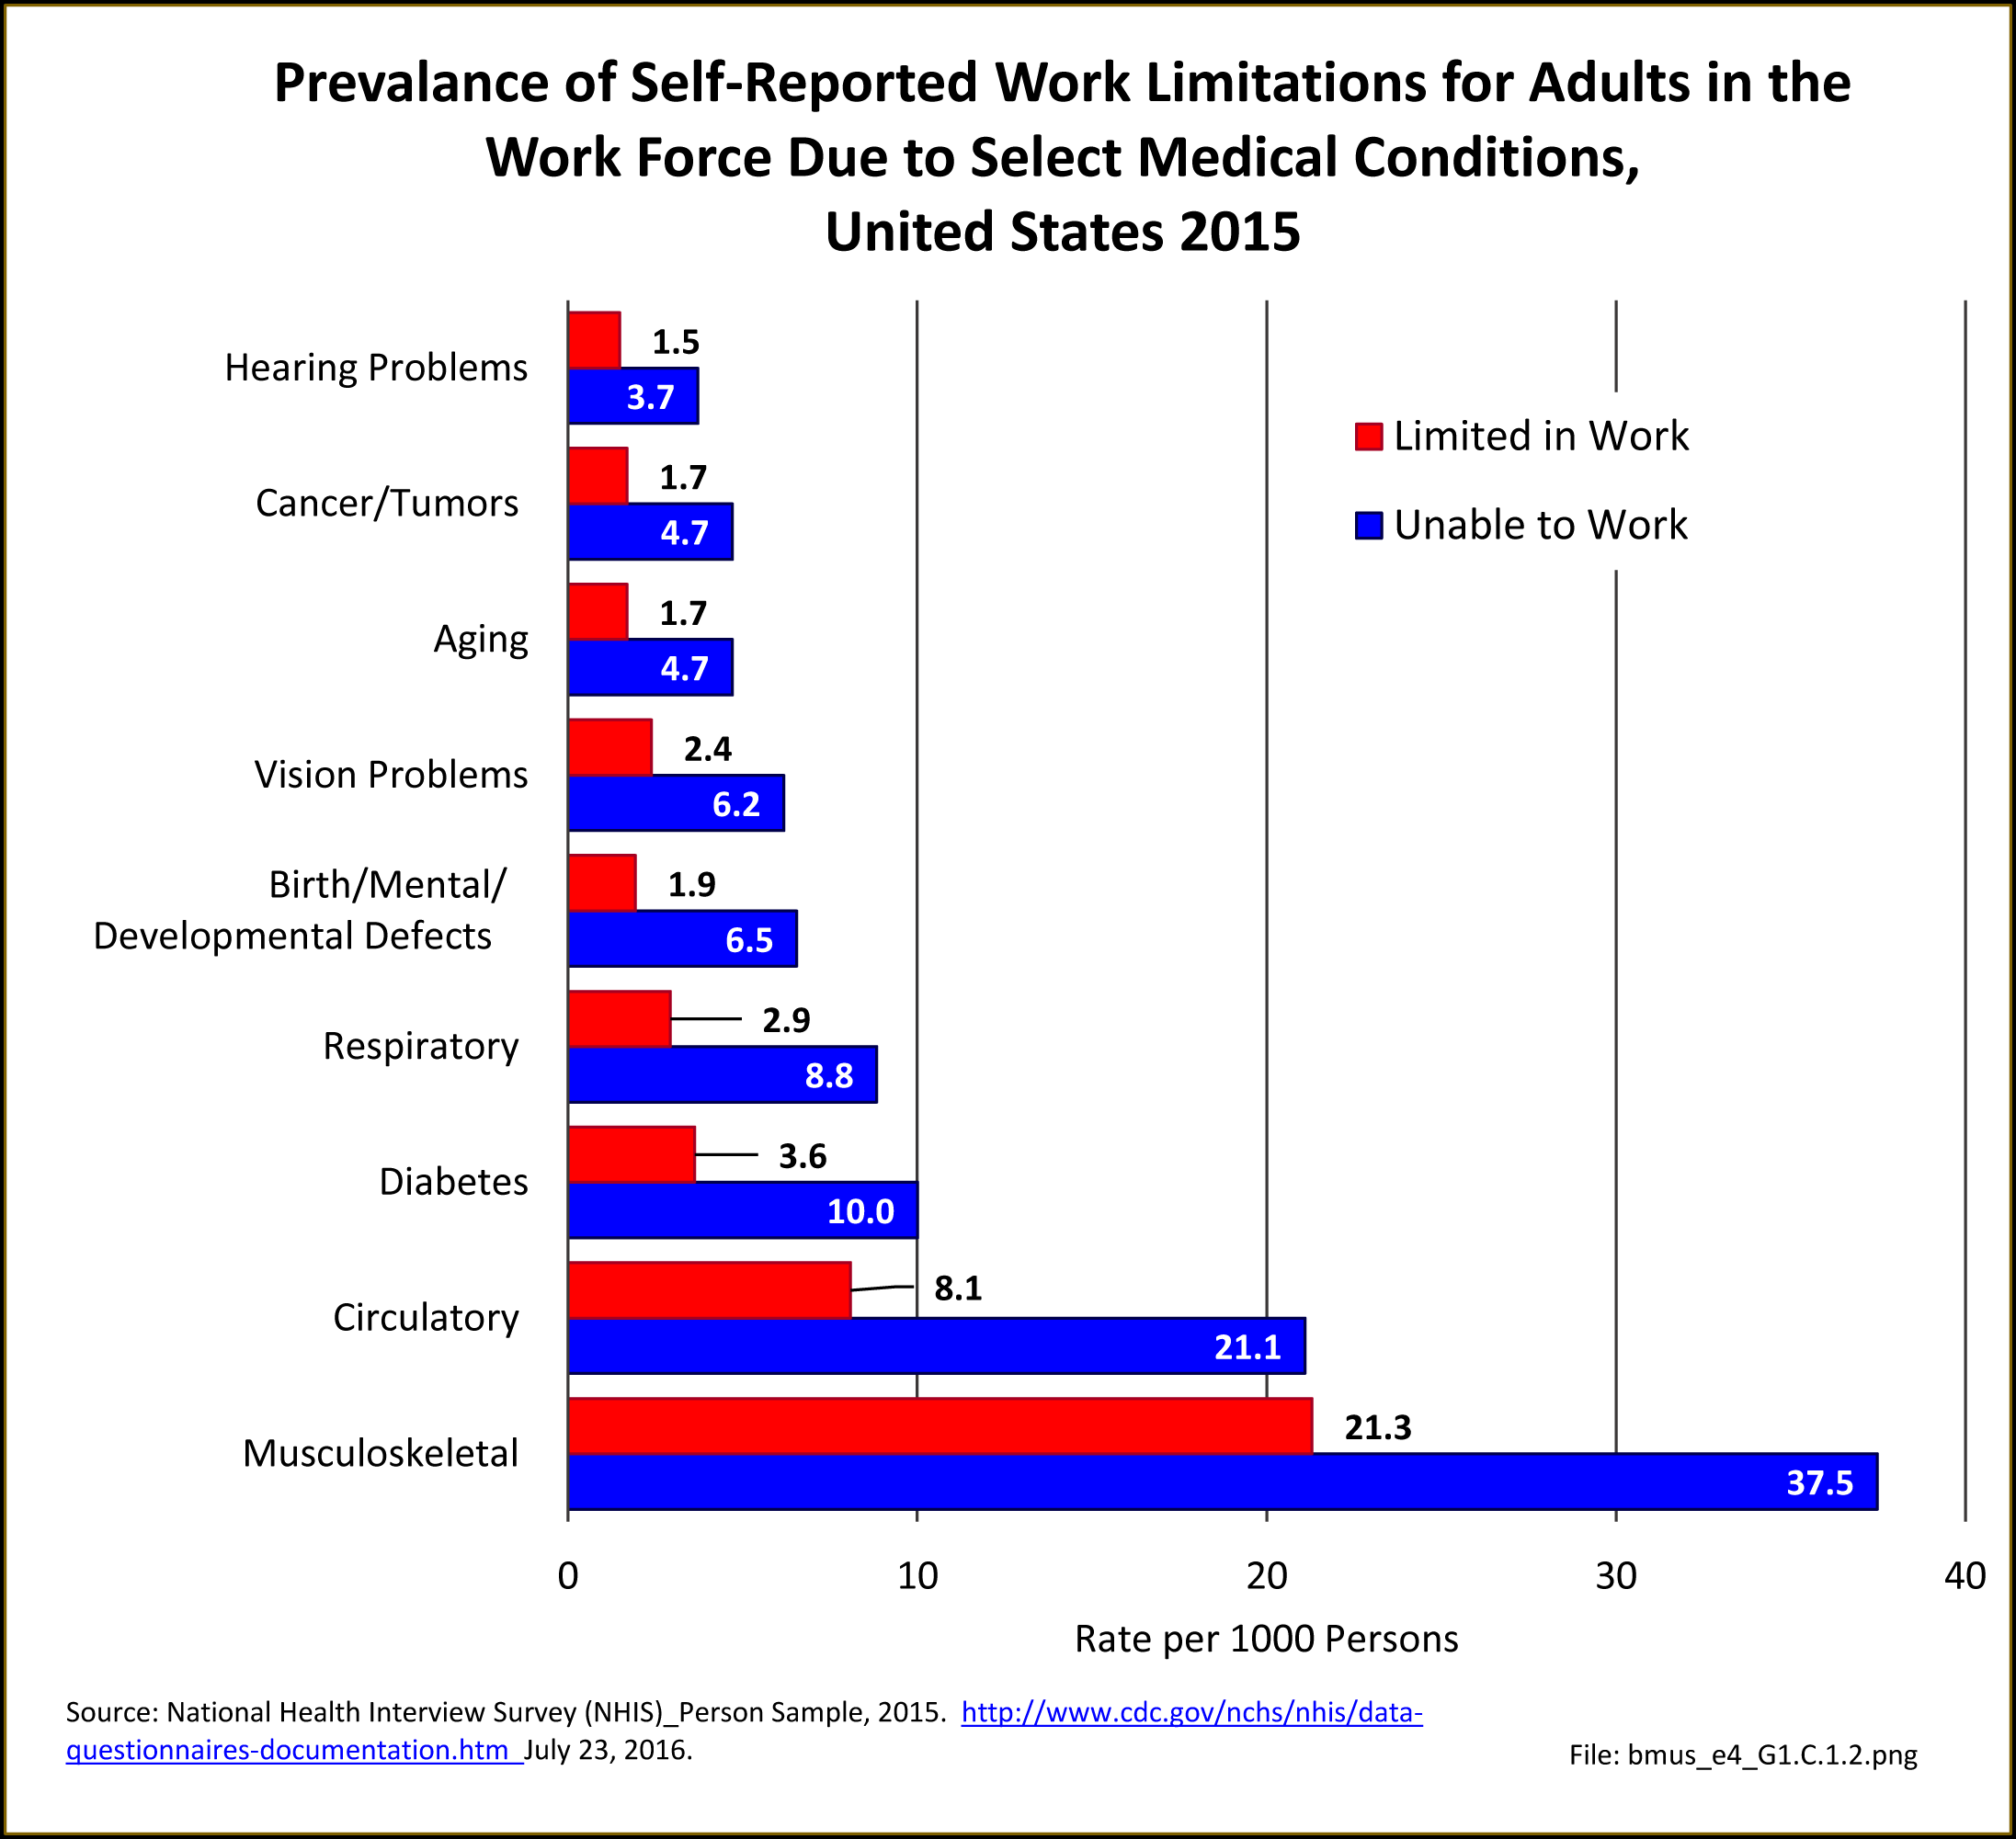 Prevalance of Self-Reported Work Limitations for Adults in the
Work Force Due to Select Medical Conditions,
United States 2015
Hearing Problems
1.5
3.7
Cancer/Tumors
1.7
4.7
Aging
1.7
4.7
Vision Problems
2.4
6.2
Birth/Mental/
Developmental Defects
1.9
6.5
Respiratory
2.9
8.8
Diabetes
3.6
10.0
Circulatory
8.1
21.1
Musculoskeletal
21.3
37.5
Limited in Work
Unable to Work
0 10 20 30 40
Rate per 1000 Persons
Source: National Health Interview Survey (NHIS)_Person Sample, 2015. http://www.cdc.gov/nchs/nhis/data-
questionnaires-documentation.htm July 23, 2016.
File: bmus_e4_G1.C.1.2.png